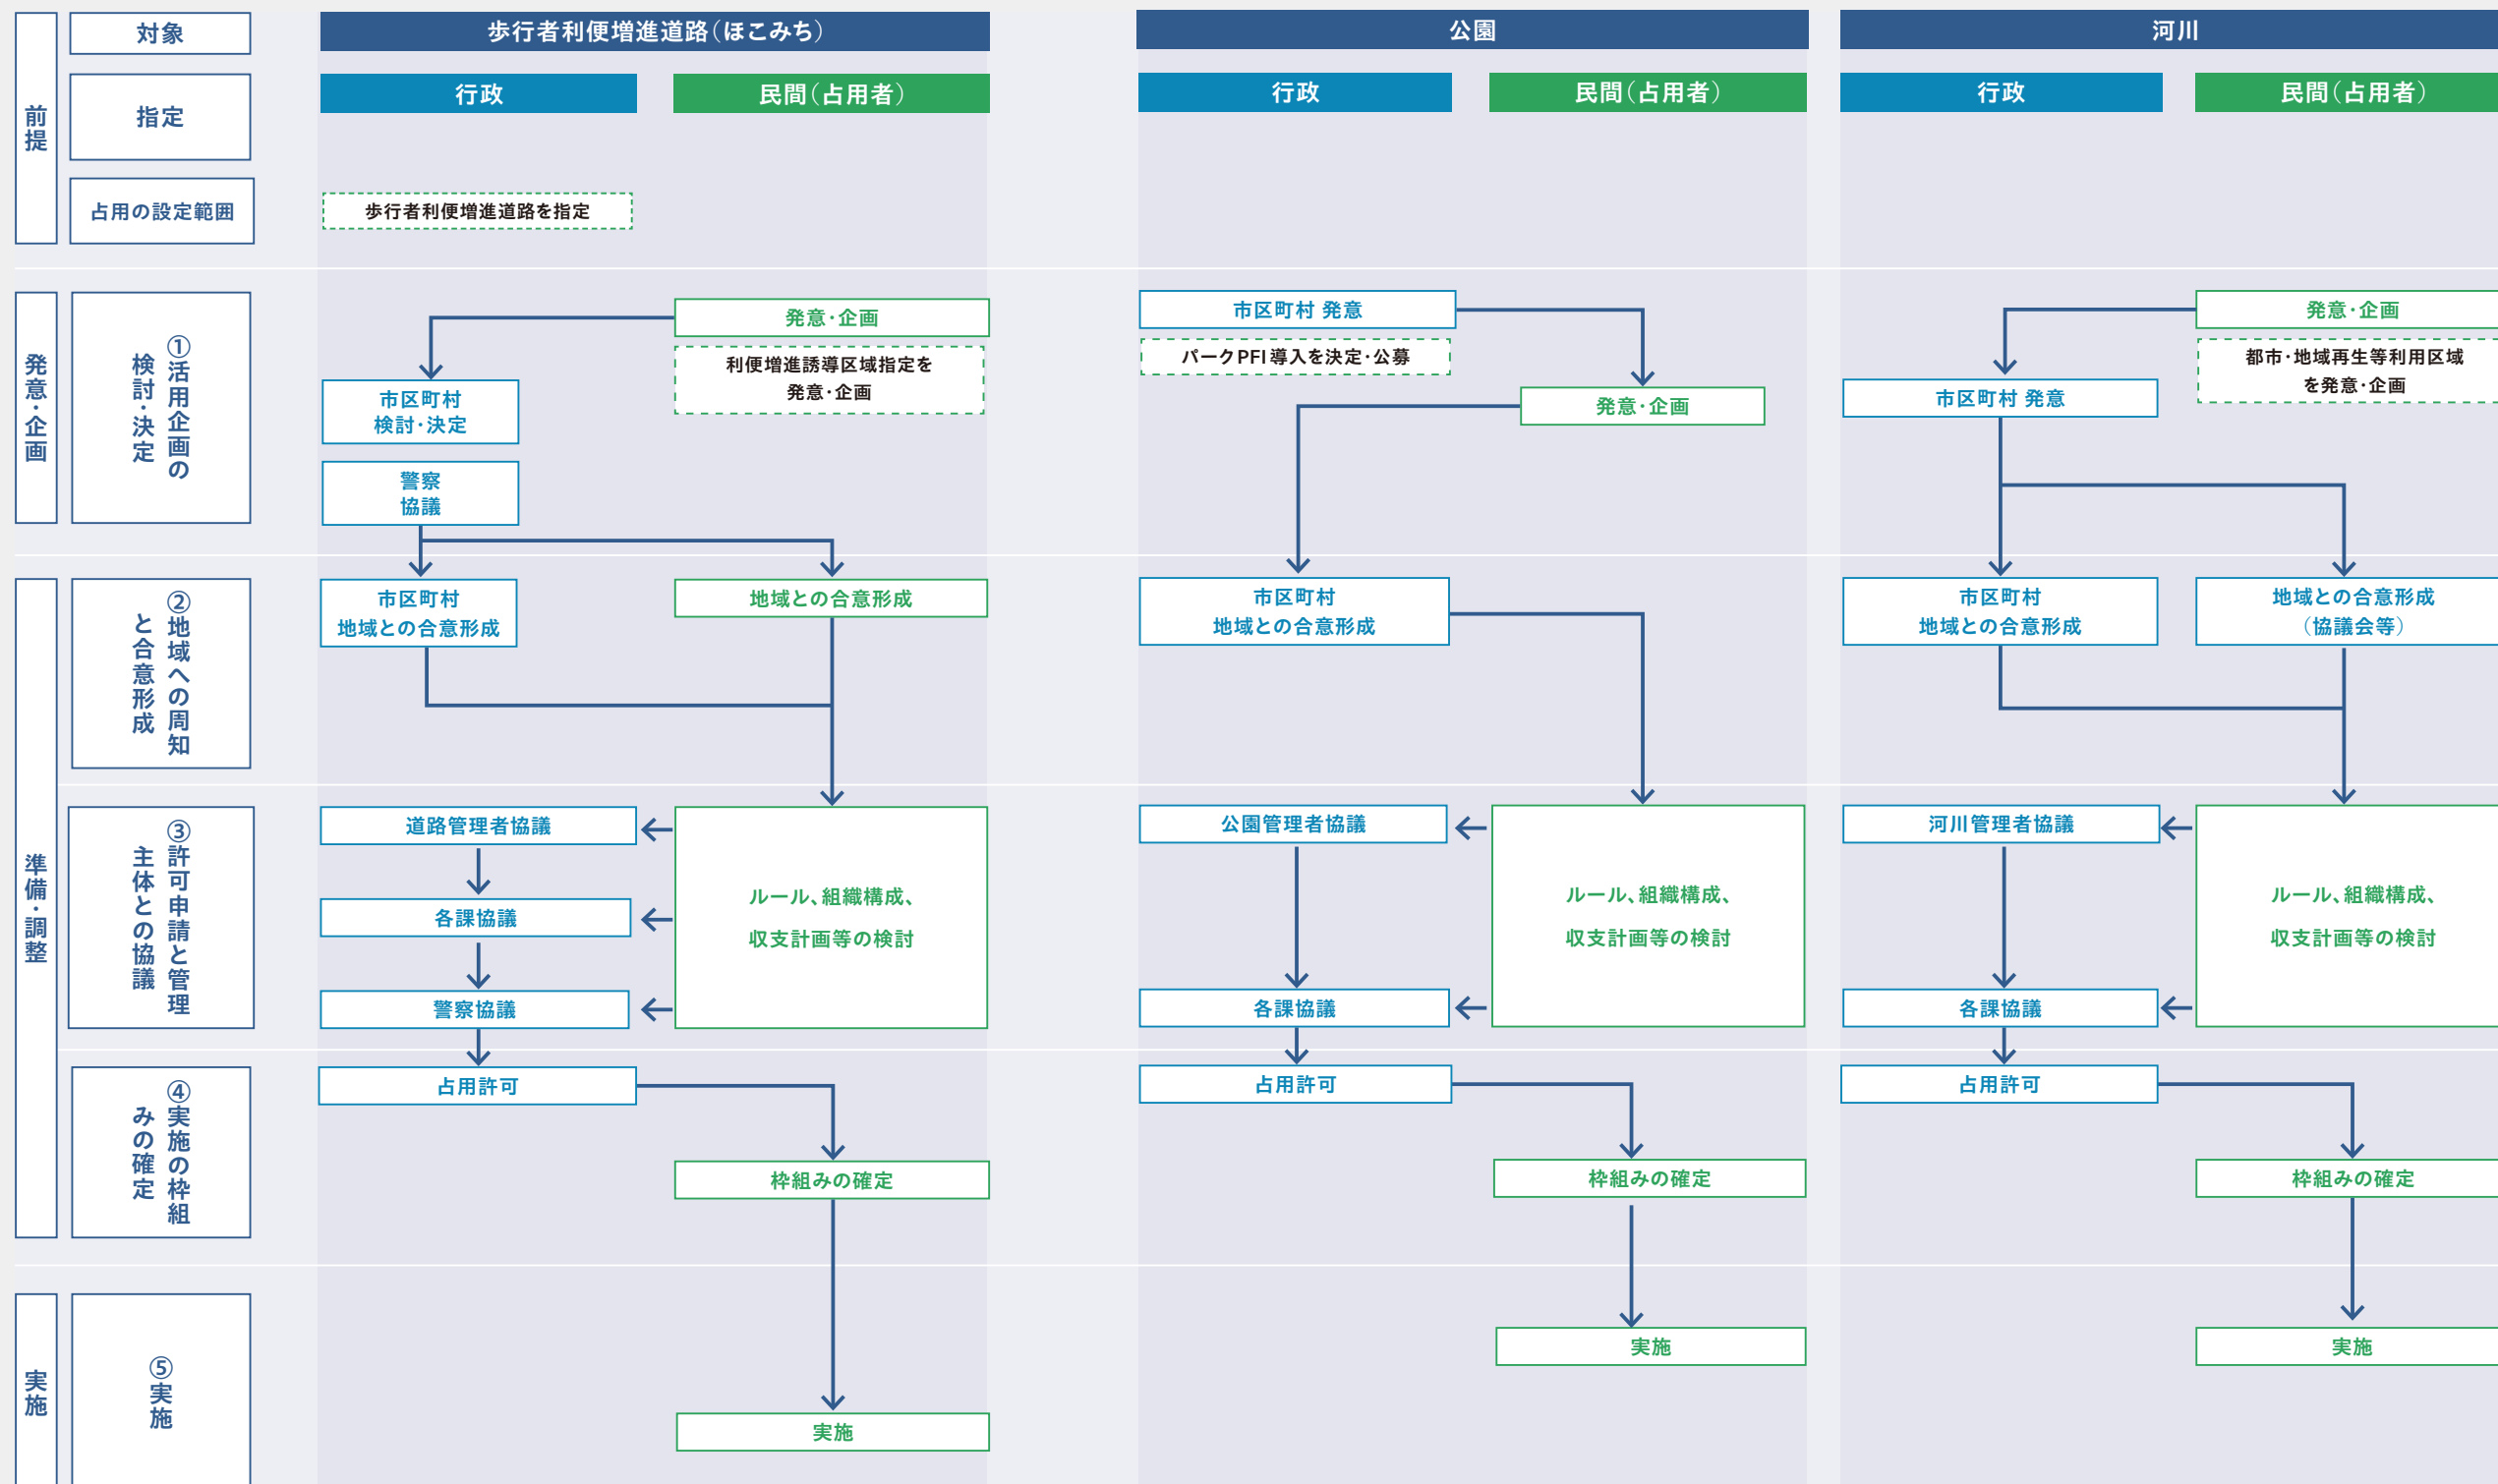 前提
対象
指定
占用の設定範囲
歩行者利便増進道路（ほこみち）
行政
民間（占用者）
歩行者利便増進道路を指定
公園
行政
民間（占用者）
河川
行政
民間（占用者）
発意・企画
①活用企画の
検討・決定
発意・企画
利便増進誘導区域指定を
発意・企画
市区町村
検討・決定
警察
協議
市区町村 発意
パークPFI導入を決定・公募
発意・企画
発意・企画
都市・地域再生等利用区域
を発意・企画
市区町村 発意
準備・調整
②地域への周知
と合意形成
市区町村
地域との合意形成
地域との合意形成
市区町村
地域との合意形成
市区町村
地域との合意形成
地域との合意形成
（協議会等）
③許可申請と管理
主体との協議
道路管理者協議
各課協議
警察協議
ルール、組織構成、
収支計画等の検討
公園管理者協議
各課協議
ルール、組織構成、
収支計画等の検討
河川管理者協議
各課協議
ルール、組織構成、
収支計画等の検討
④実施の枠組
みの確定
占用許可
枠組みの確定
占用許可
枠組みの確定
占用許可
枠組みの確定
実施
⑤実施
実施
実施
実施